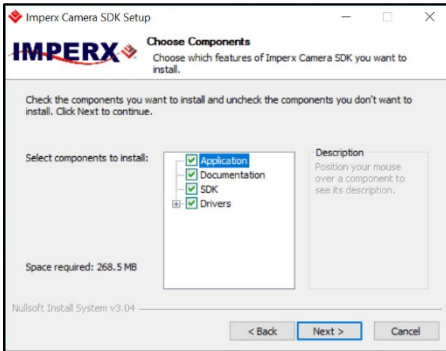 Imperx Camera SDK Setup
IMPERX
Choose Components
Choose which features of Imperx Camera SDK you want to
install.
Check the components you want to install and uncheck the components you don't want to
install. Click Next to continue.
Select components to install:
Application
Documentation
SDK
Drivers
Description
Position your mouse
over a component to
see its description.
Space required: 268.5 MB
Nullsoft Install System v3.04
< Back
Next >
Cancel